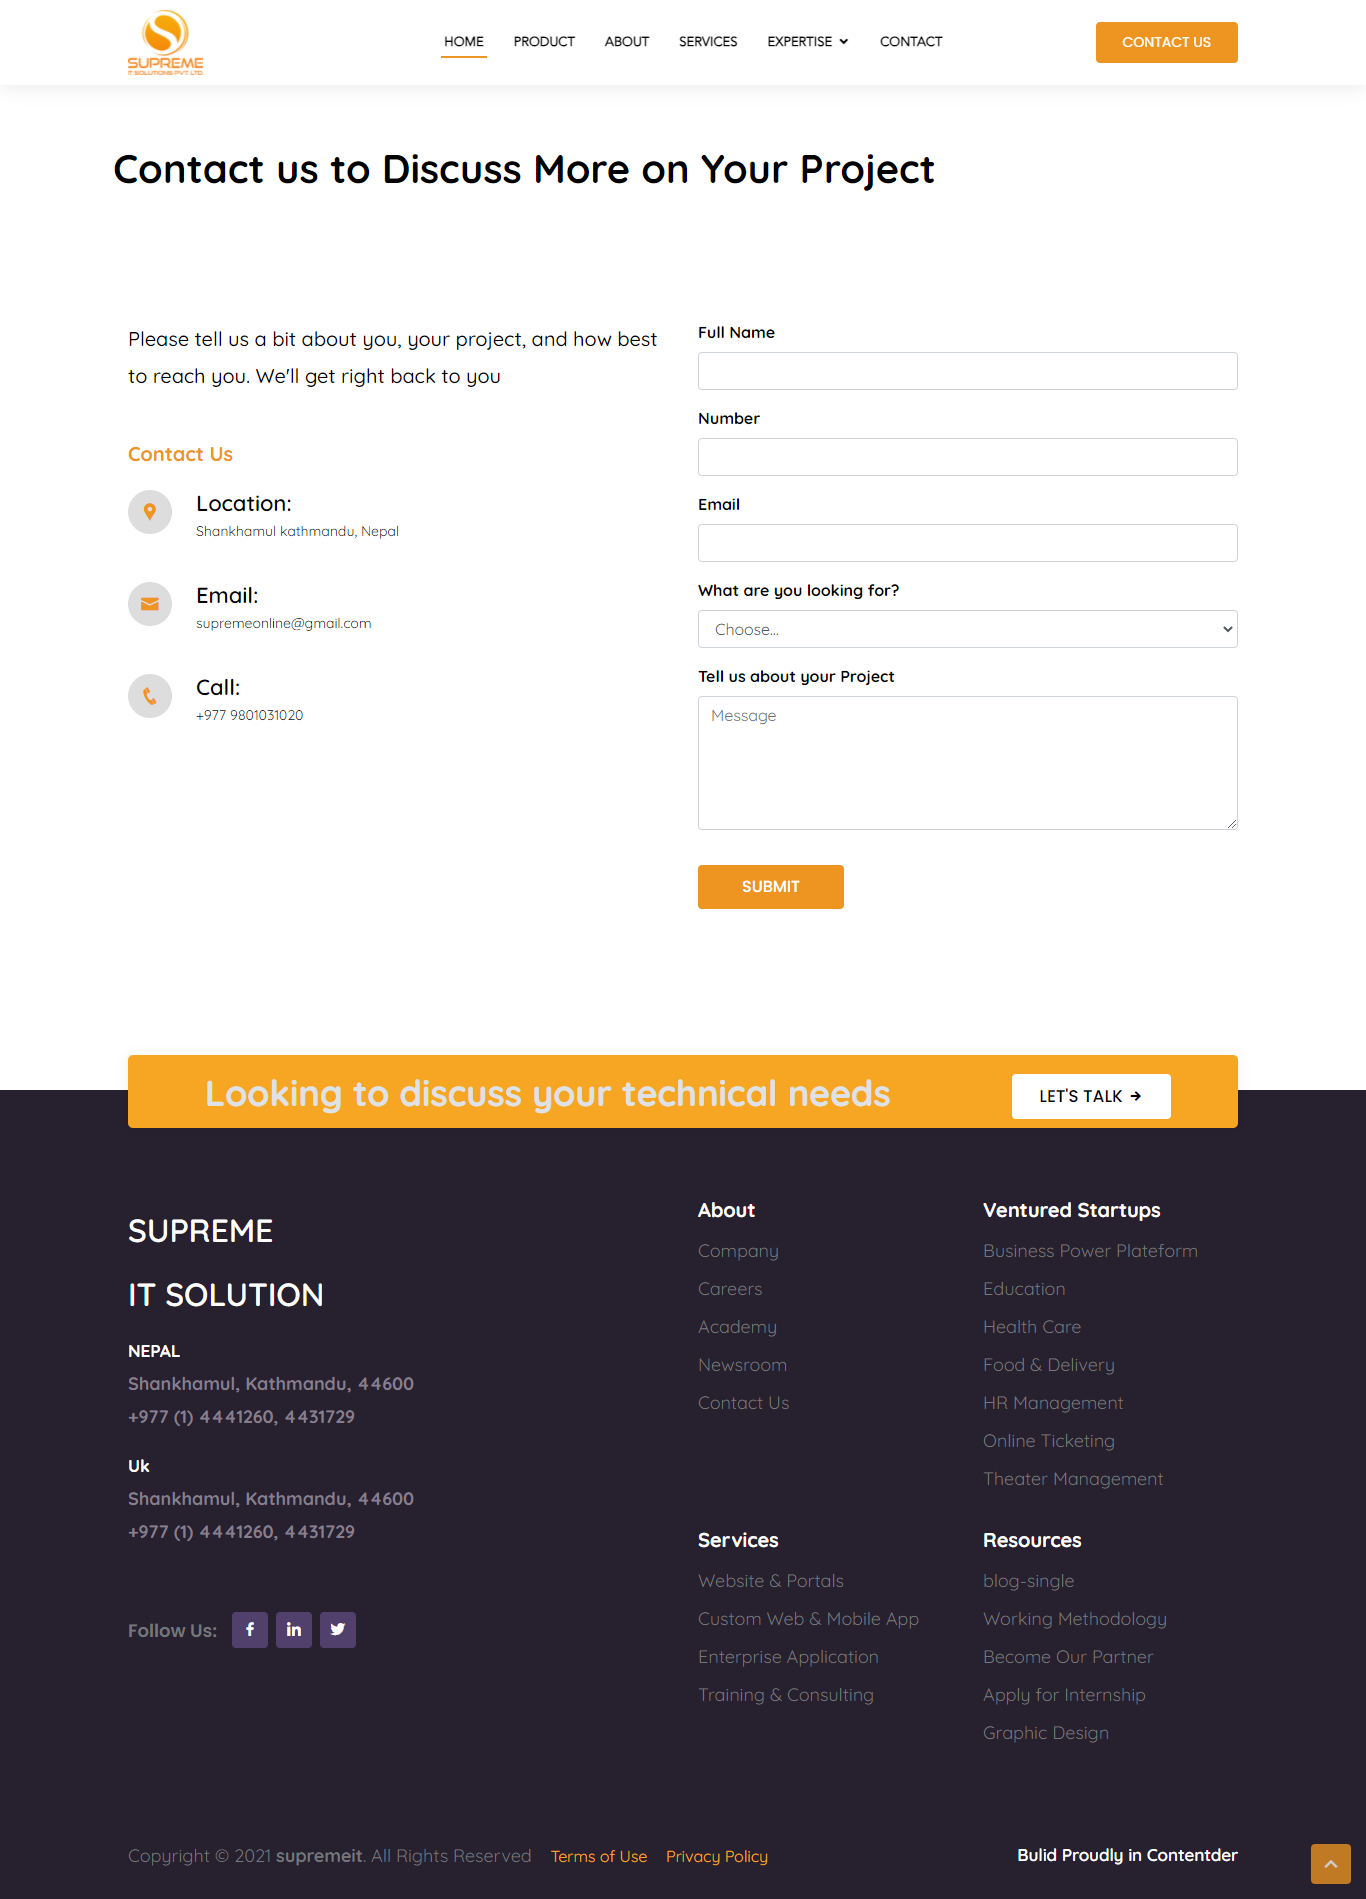 SUPREME
IT SOLUTIONS PVT. LTD.
HOME PRODUCT ABOUT SERVICES EXPERTISE CONTACT
CONTACT US
Contact us to Discuss More on Your Project
Please tell us a bit about you, your project, and how best
to reach you. We'll get right back to you
Contact Us
Location:
Shankhamul kathmandu, Nepal
Email:
supremeonline@gmail.com
Call:
+977 9801031020
Full Name
Number
Email
What are you looking for?
Choose...
Tell us about your Project
Message
SUBMIT
Looking to discuss your technical needs
LET'S TALK
SUPREME
IT SOLUTION
NEPAL
Shankhamul, Kathmandu, 44600
+977 (1) 4441260, 4431729
Uk
Shankhamul, Kathmandu, 44600
+977 (1) 4441260, 4431729
Follow Us:
About
Company
Careers
Academy
Newsroom
Contact Us
Ventured Startups
Business Power Plateform
Education
Health Care
Food & Delivery
HR Management
Online Ticketing
Theater Management
Services
Website & Portals
Custom Web & Mobile App
Enterprise Application
Training & Consulting
Resources
blog-single
Working Methodology
Become Our Partner
Apply for Internship
Graphic Design
Copyright © 2021 supremeit. All Rights Reserved Terms of Use Privacy Policy
Bulid Proudly in Contentder